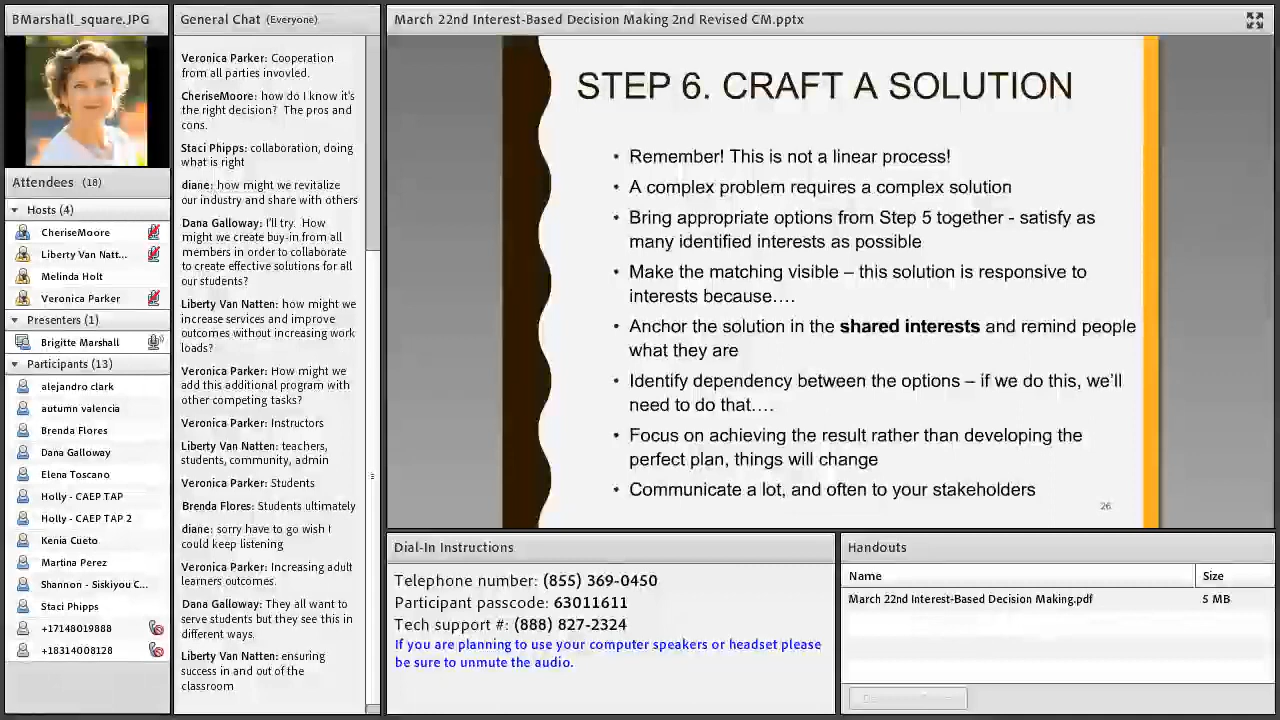 BMarshall_square.JPG
Attendees (18)
Hosts (4)
CheriseMoore
Liberty Van Natt...
Melinda Holt
Veronica Parker
Presenters (1)
Brigitte Marshall
Participants (13)
alejandro clark
autumn valencia
Brenda Flores
Dana Galloway
Elena Toscano
Holly - CAEP TAP
Holly - CAEP TAP 2
Kenia Cueto
Martina Perez
Shannon - Siskiyou C...
Staci Phipps
+17148019888
+18314008128
General Chat (Everyone)
Veronica Parker: Cooperation
from all parties invovled.
CheriseMoore: how do I know it's
the right decision? The pros and
cons.
Staci Phipps: collaboration, doing
what is right
diane: how might we revitalize
our industry and share with others
Dana Galloway: I'll try. How
might we create buy-in from all
members in order to collaborate
to create effective solutions for all
our students?
Liberty Van Natten: how might we
increase services and improve
outcomes without increasing work
loads?
Veronica Parker: How might we
add this additional program with
other competing tasks?
Veronica Parker: Instructors
Liberty Van Natten: teachers,
students, community, admin
Veronica Parker: Students
Brenda Flores: Students ultimately
diane: sorry have to go wish I
could keep listening
Veronica Parker: Increasing adult
learners outcomes.
Dana Galloway: They all want to
serve students but they see this in
different ways.
Liberty Van Natten: ensuring
success in and out of the
classroom
March 22nd Interest-Based Decision Making 2nd Revised CM.pptx
STEP 6. CRAFT A SOLUTION
• Remember! This is not a linear process!
• A complex problem requires a complex solution
• Bring appropriate options from Step 5 together - satisfy as
many identified interests as possible
• Make the matching visible – this solution is responsive to
interests because….
• Anchor the solution in the shared interests and remind people
what they are
• Identify dependency between the options – if we do this, we'll
need to do that….
• Focus on achieving the result rather than developing the
perfect plan, things will change
• Communicate a lot, and often to your stakeholders
26
Dial-In Instructions
Telephone number: (855) 369-0450
Participant passcode: 63011611
Tech support #: (888) 827-2324
If you are planning to use your computer speakers or headset please
be sure to unmute the audio.
Handouts
Name Size
March 22nd Interest-Based Decision Making.pdf 5 MB